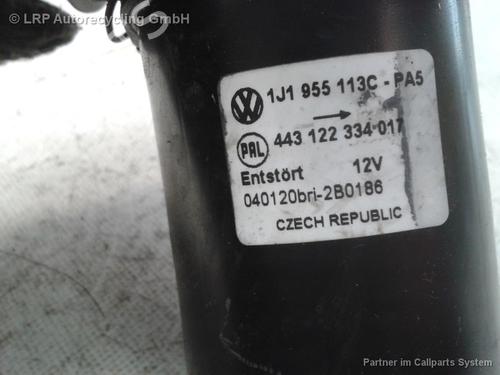 © LRP Autorecycling GmbH
VW 1J1 955 113C - PA5
PAL 443 122 334 017
Entstört 12V
040120bri-2B0186
CZECH REPUBLIC
Partner im Callparts System